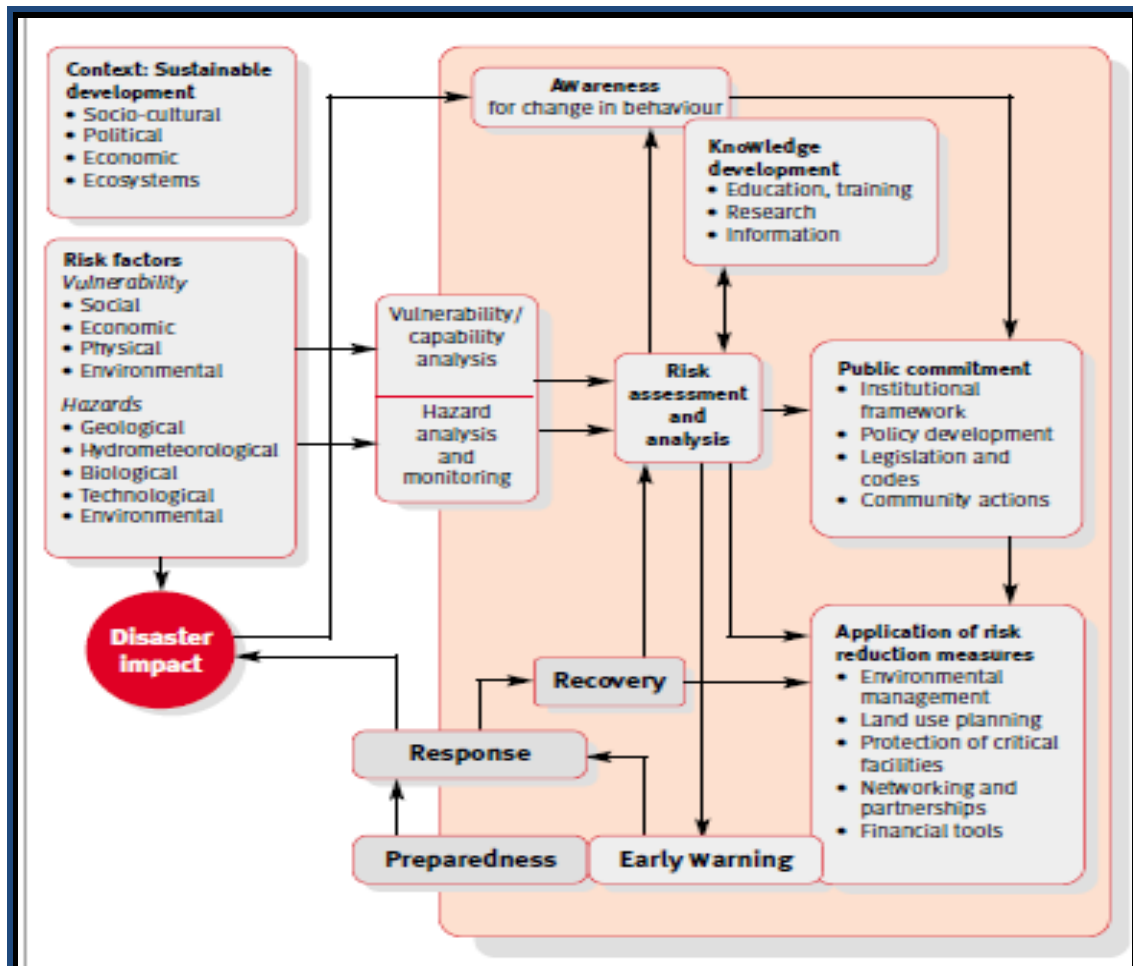 Context: Sustainable
development
• Socio-cultural
• Political
• Economic
• Ecosystems
Risk factors
Vulnerability
• Social
• Economic
• Physical
• Environmental
Hazards
• Geological
• Hydrometeorological
• Biological
• Technological
• Environmental
Disaster
impact
Awareness
for change in behaviour
Knowledge
development
• Education, training
• Research
• Information
Vulnerability/
capability
analysis
Hazard
analysis
and
monitoring
Risk
assessment
and
analysis
Public commitment
• Institutional
framework
• Policy development
• Legislation and
codes
• Community actions
Application of risk
reduction measures
• Environmental
management
• Land use planning
• Protection of critical
facilities
• Networking and
partnerships
• Financial tools
Recovery
Response
Preparedness
Early Warning